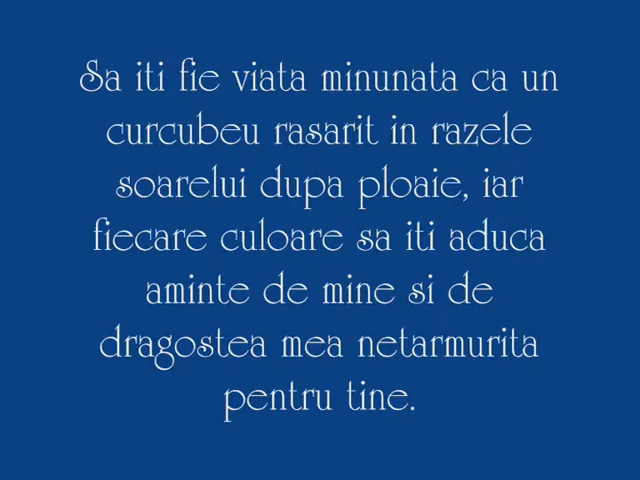 Sa iti fie viata minunata ca un
curcubeu rasarit in razele
soarelui dupa ploaie, iar
fiecare culoare sa iti aduca
aminte de mine si de
dragostea mea netarmurita
pentru tine.